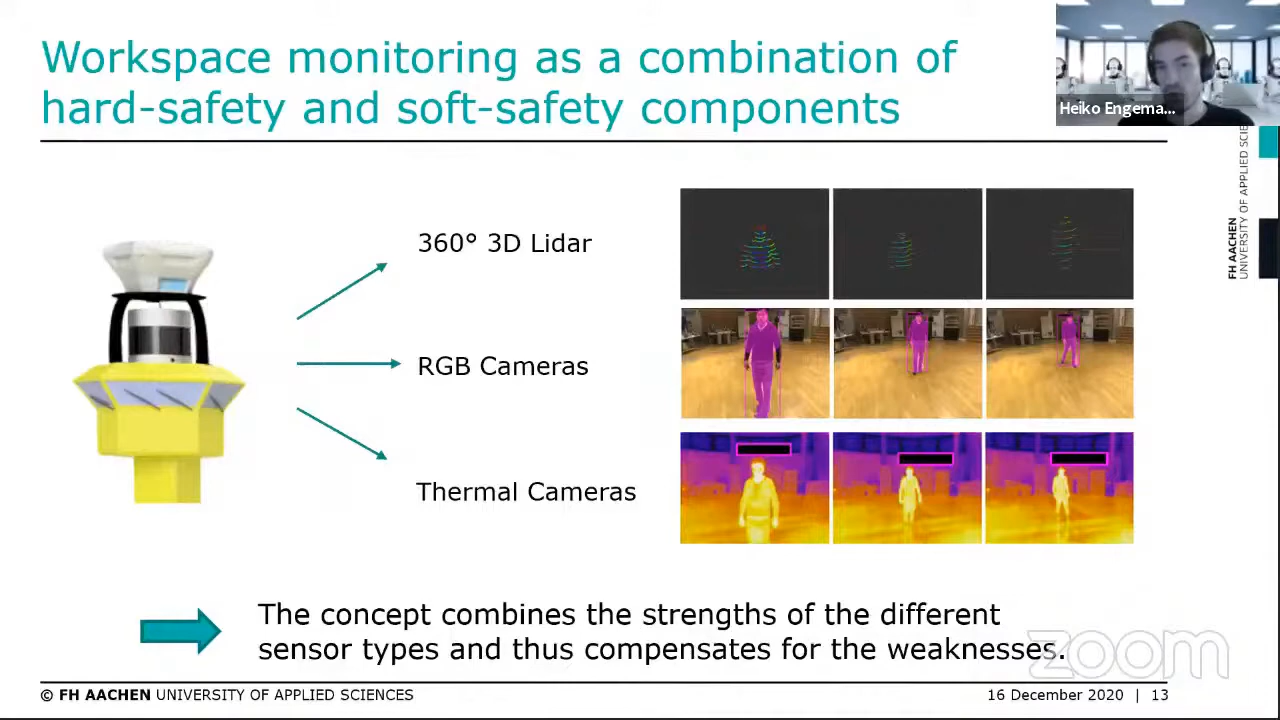 Workspace monitoring as a combination of
hard-safety and soft-safety components
Heiko Engema...
FH AACHEN
UNIVERSITY OF APPLIED SCIE
360° 3D Lidar
RGB Cameras
Thermal Cameras
The concept combines the strengths of the different
sensor types and thus compensates for the weaknesses.
zoom
© FH AACHEN UNIVERSITY OF APPLIED SCIENCES
16 December 2020 | 13